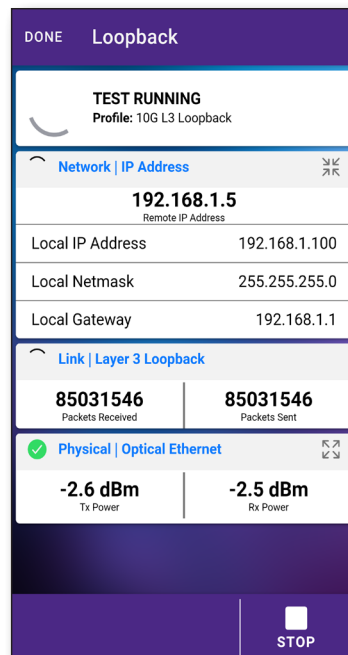 DONE Loopback
TEST RUNNING
Profile: 10G L3 Loopback
Network | IP Address
192.168.1.5
Remote IP Address
Local IP Address 192.168.1.100
Local Netmask 255.255.255.0
Local Gateway 192.168.1.1
Link | Layer 3 Loopback
85031546 85031546
Packets Received Packets Sent
Physical | Optical Ethernet
-2.6 dBm -2.5 dBm
Tx Power Rx Power
STOP